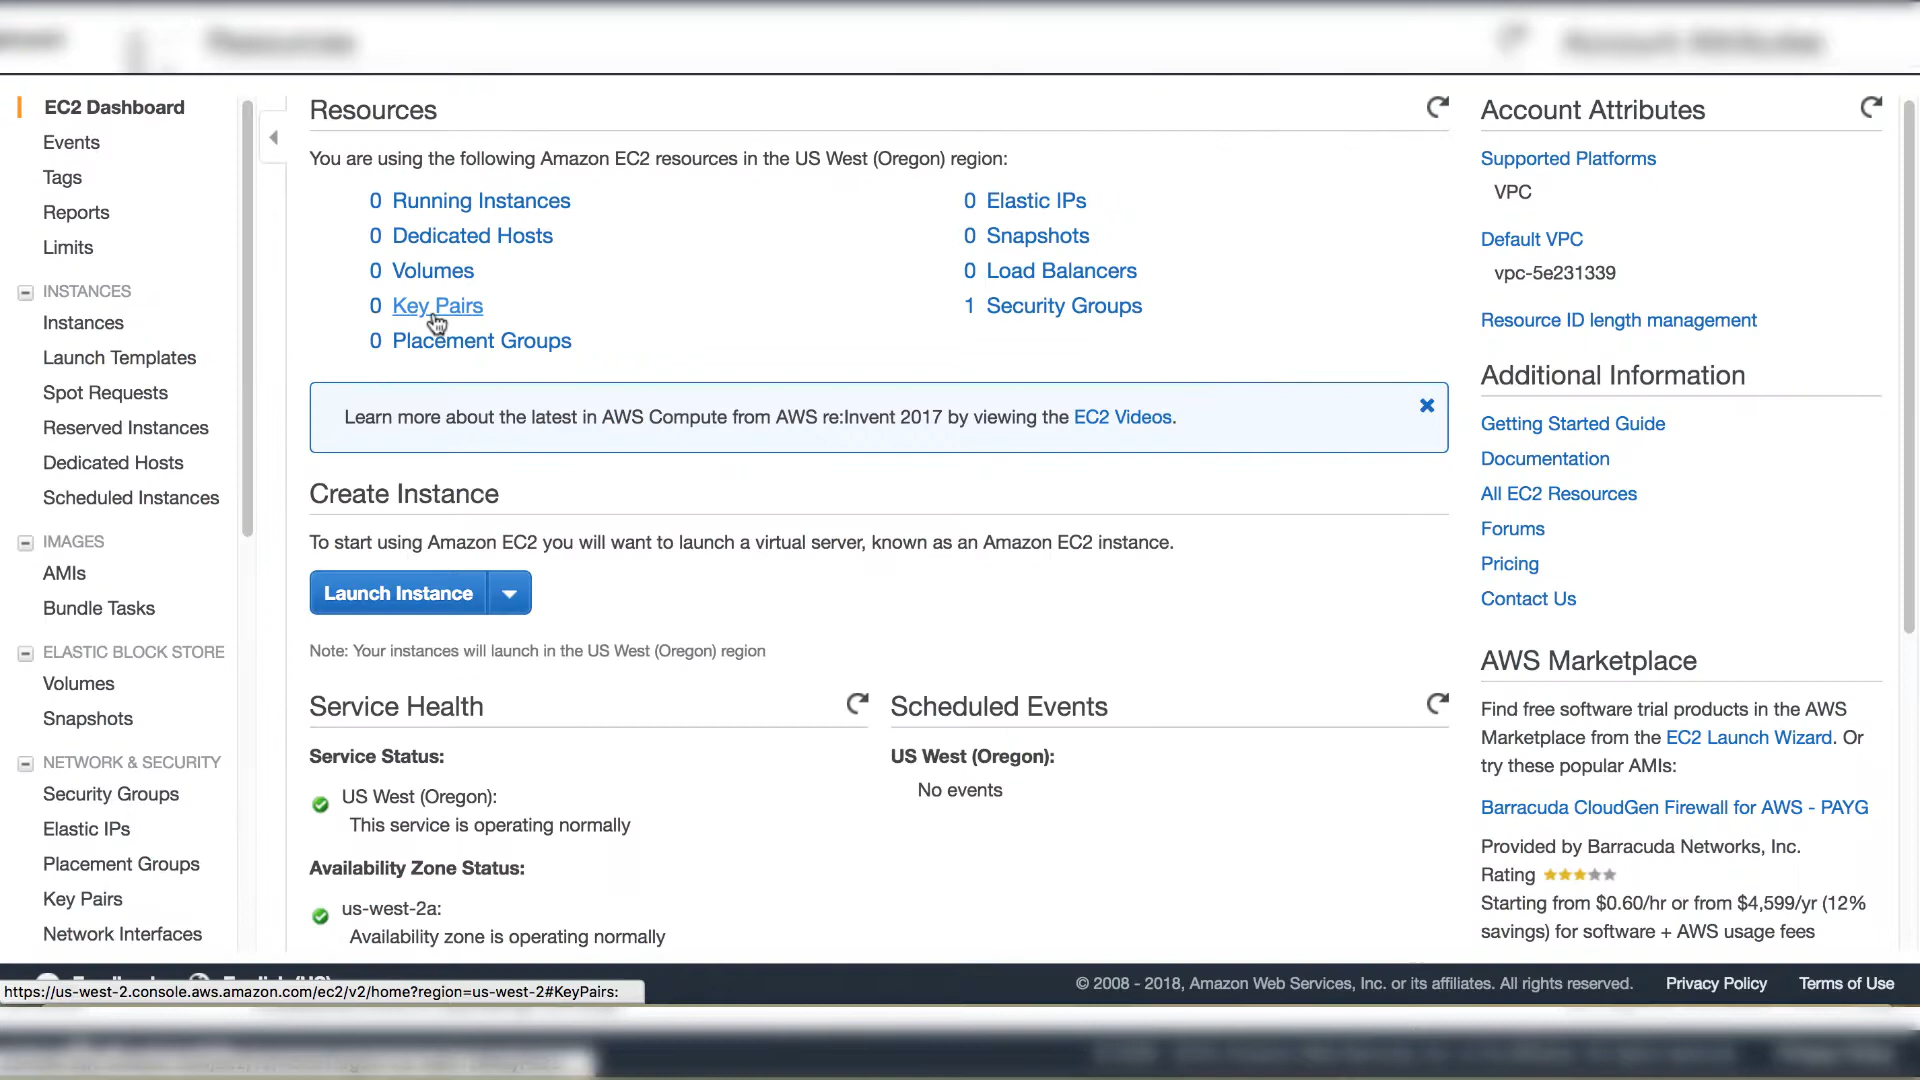 Resources
Account Attributes
EC2 Dashboard
Events
Tags
Reports
Limits
INSTANCES
Instances
Launch Templates
Spot Requests
Reserved Instances
Dedicated Hosts
Scheduled Instances
IMAGES
AMIs
Bundle Tasks
ELASTIC BLOCK STORE
Volumes
Snapshots
NETWORK & SECURITY
Security Groups
Elastic IPs
Placement Groups
Key Pairs
Network Interfaces
Resources
You are using the following Amazon EC2 resources in the US West (Oregon) region:
0 Running Instances
0 Elastic IPs
0 Dedicated Hosts
0 Snapshots
0 Volumes
0 Load Balancers
0 Key Pairs
1 Security Groups
0 Placement Groups
Learn more about the latest in AWS Compute from AWS re:Invent 2017 by viewing the EC2 Videos.
Create Instance
To start using Amazon EC2 you will want to launch a virtual server, known as an Amazon EC2 instance.
Launch Instance
Note: Your instances will launch in the US West (Oregon) region
Service Health
Service Status:
US West (Oregon):
This service is operating normally
Availability Zone Status:
us-west-2a:
Availability zone is operating normally
Scheduled Events
US West (Oregon):
No events
Account Attributes
Supported Platforms
VPC
Default VPC
vpc-5e231339
Resource ID length management
Additional Information
Getting Started Guide
Documentation
All EC2 Resources
Forums
Pricing
Contact Us
AWS Marketplace
Find free software trial products in the AWS
Marketplace from the EC2 Launch Wizard. Or
try these popular AMIs:
Barracuda CloudGen Firewall for AWS - PAYG
Provided by Barracuda Networks, Inc.
Rating
Starting from $0.60/hr or from $4,599/yr (12%
savings) for software + AWS usage fees
https://us-west-2.console.aws.amazon.com/ec2/v2/home?region=us-west-2#KeyPairs:
© 2008 - 2018, Amazon Web Services, Inc. or its affiliates. All rights reserved.
Privacy Policy
Terms of Use